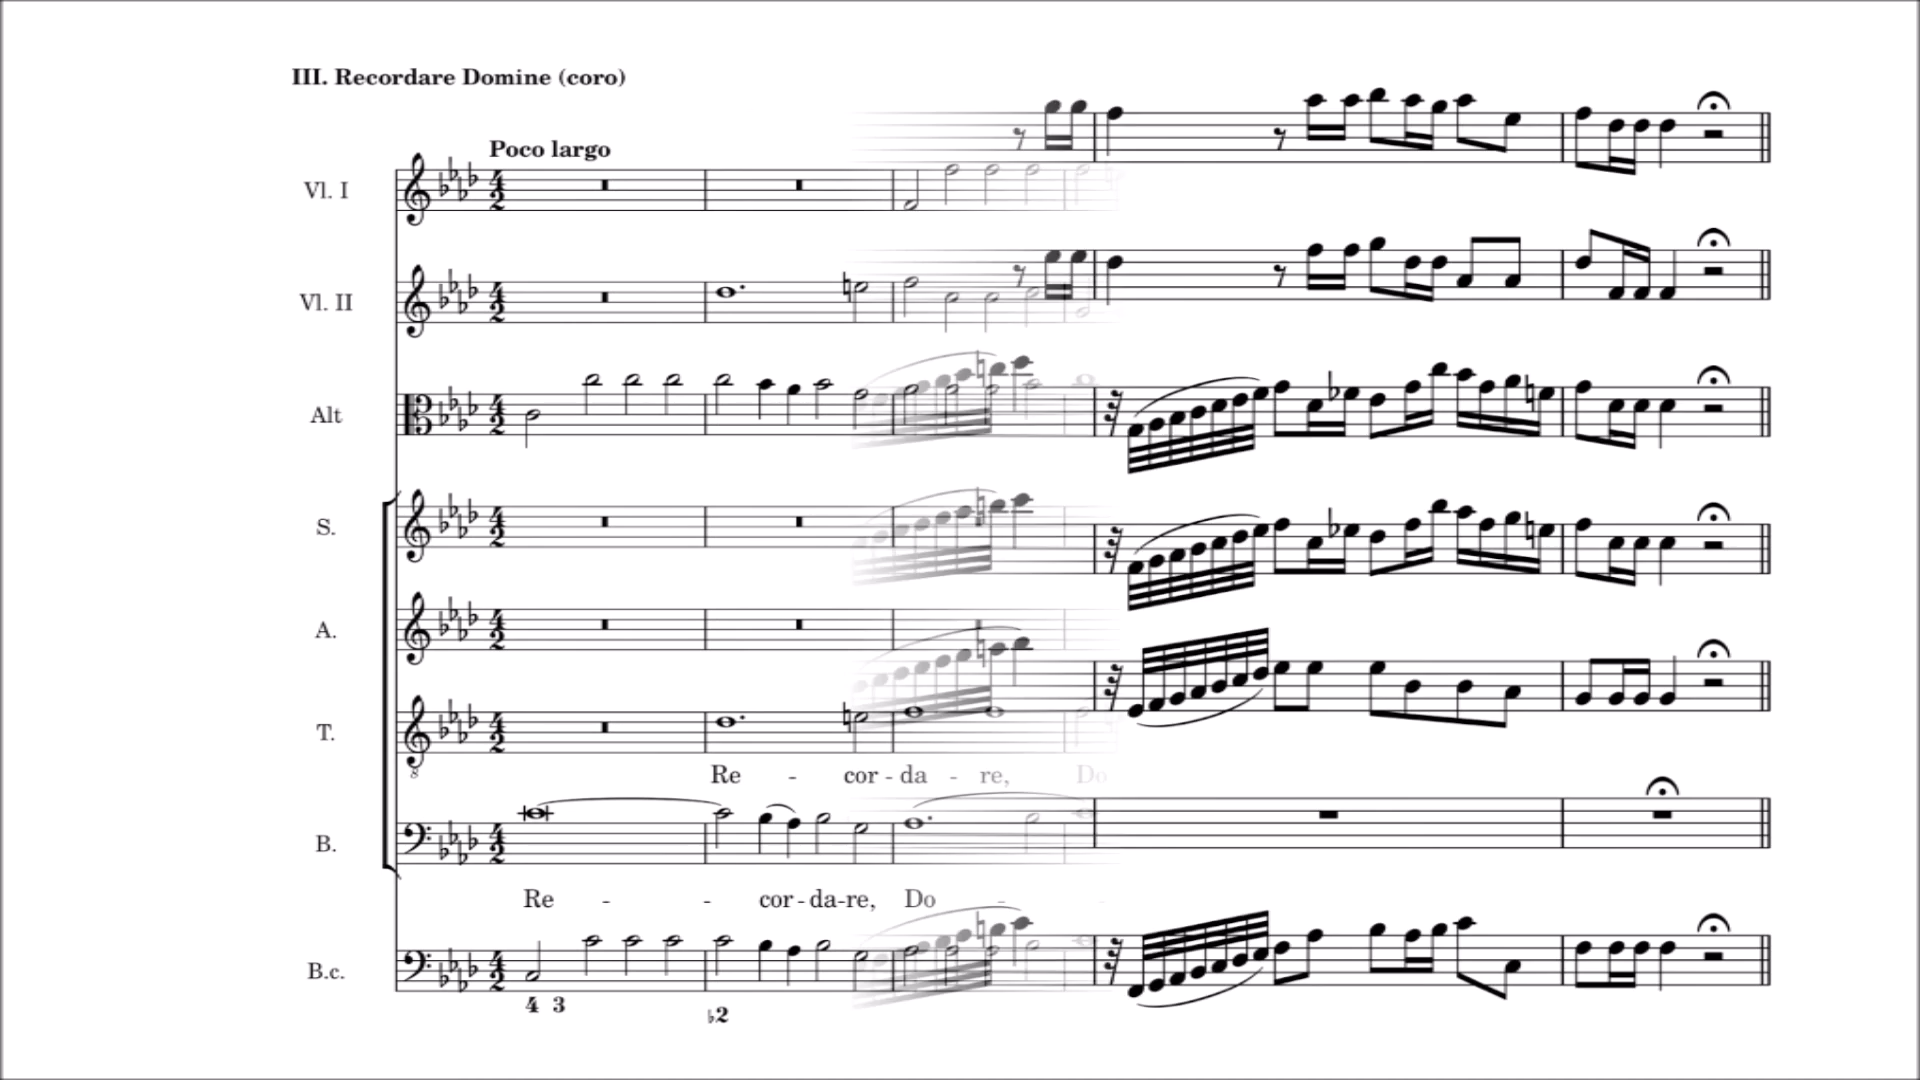 III. Recordare Domine (coro)
Poco largo
Vl. I
Vl. II
Alt
S.
A.
T.
Re - cor - da - re, Do
B.
Re - - cor - da - re, Do - -
B.c.
4 3
♭2